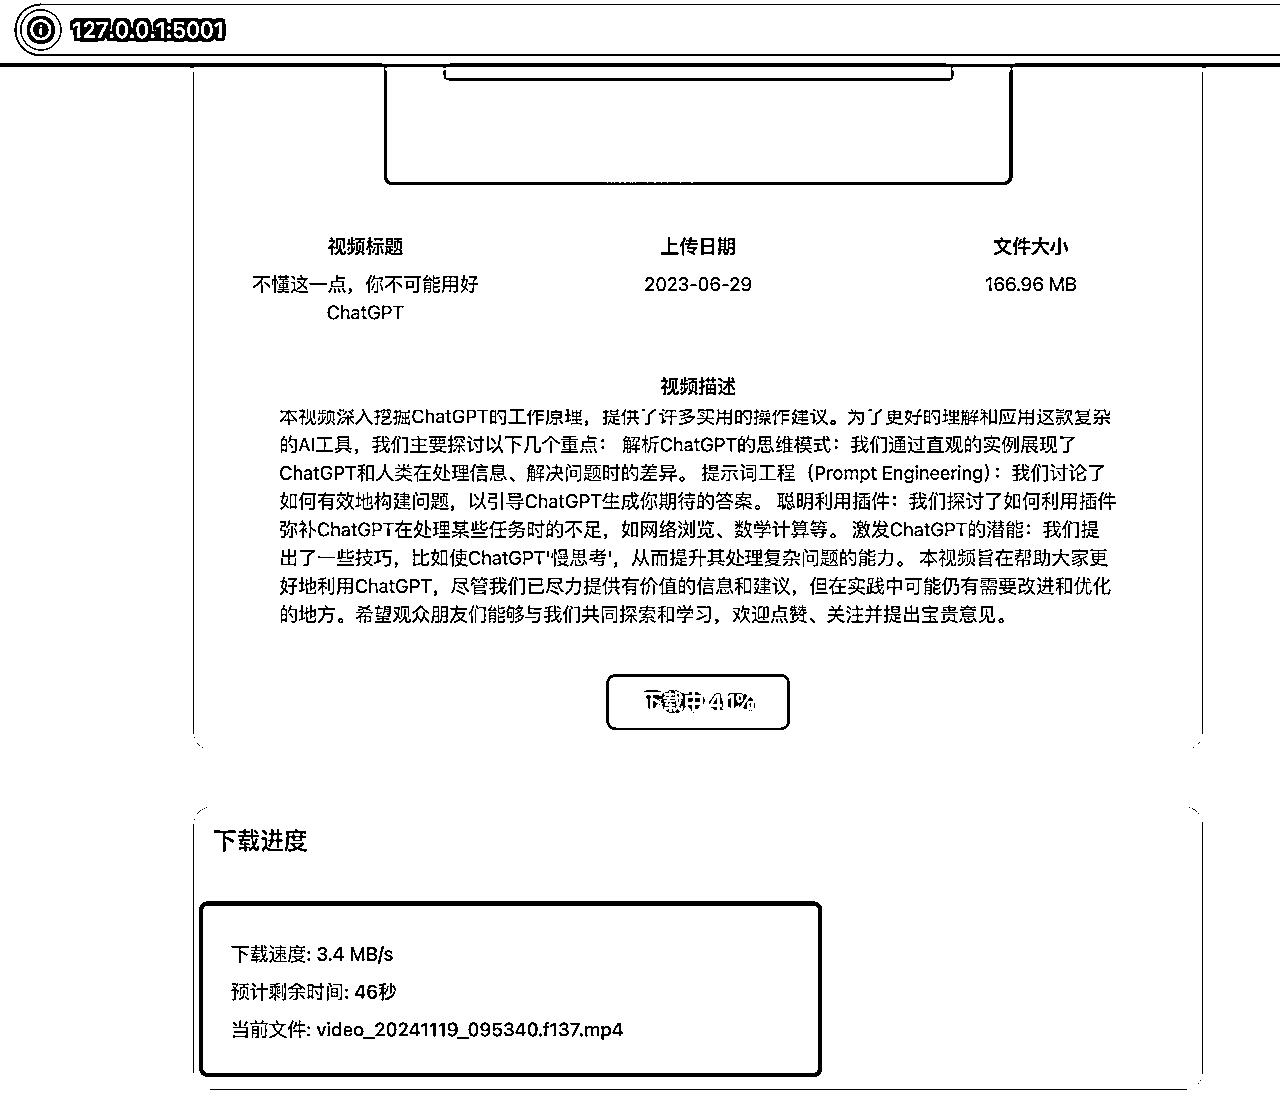 127.0.0.1:5001
视频标题
上传日期
文件大小
不懂这一点，你不可能用好
ChatGPT
2023-06-29
166.96 MB
视频描述
本视频深入挖掘ChatGPT的工作原理，提供了许多实用的操作建议。为了更好的理解和应用这款复杂
的AI工具，我们主要探讨以下几个重点： 解析ChatGPT的思维模式：我们通过直观的实例展现了
ChatGPT和人类在处理信息、解决问题时的差异。 提示词工程（Prompt Engineering）：我们讨论了
如何有效地构建问题，以引导ChatGPT生成你期待的答案。 聪明利用插件：我们探讨了如何利用插件
弥补ChatGPT在处理某些任务时的不足，如网络浏览、数学计算等。 激发ChatGPT的潜能：我们提
出了一些技巧，比如使ChatGPT'慢思考'，从而提升其处理复杂问题的能力。 本视频旨在帮助大家更
好地利用ChatGPT，尽管我们已尽力提供有价值的信息和建议，但在实践中可能仍有需要改进和优化
的地方。希望观众朋友们能够与我们共同探索和学习，欢迎点赞、关注并提出宝贵意见。
下载中 41%
下载进度
下载速度: 3.4 MB/s
预计剩余时间: 46秒
当前文件: video_20241119_095340.f137.mp4